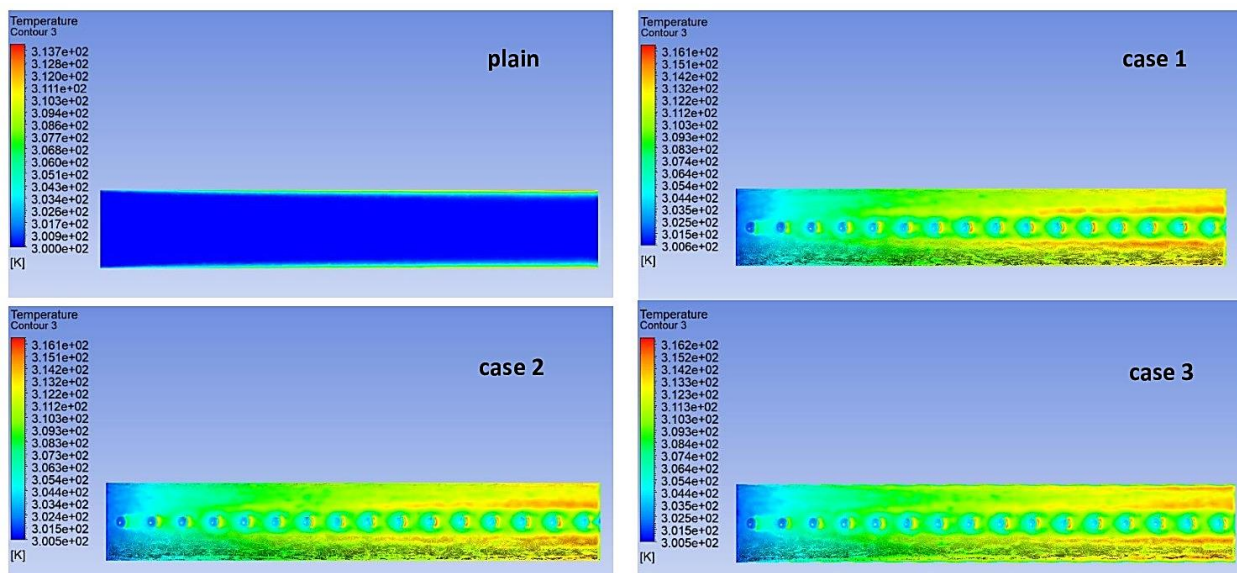 Temperature
Contour 3
plain
3.137e+02
3.128e+02
3.120e+02
3.111e+02
3.103e+02
3.094e+02
3.086e+02
3.077e+02
3.068e+02
3.060e+02
3.051e+02
3.043e+02
3.034e+02
3.026e+02
3.017e+02
3.009e+02
3.000e+02
[K]
Temperature
Contour 3
case 1
3.161e+02
3.151e+02
3.142e+02
3.132e+02
3.122e+02
3.112e+02
3.103e+02
3.093e+02
3.083e+02
3.074e+02
3.064e+02
3.054e+02
3.044e+02
3.035e+02
3.025e+02
3.015e+02
3.006e+02
[K]
Temperature
Contour 3
case 2
3.161e+02
3.151e+02
3.141e+02
3.132e+02
3.122e+02
3.112e+02
3.103e+02
3.093e+02
3.083e+02
3.073e+02
3.063e+02
3.054e+02
3.044e+02
3.034e+02
3.024e+02
3.015e+02
3.005e+02
[K]
Temperature
Contour 3
case 3
3.162e+02
3.152e+02
3.142e+02
3.133e+02
3.123e+02
3.113e+02
3.103e+02
3.093e+02
3.084e+02
3.074e+02
3.064e+02
3.054e+02
3.044e+02
3.035e+02
3.025e+02
3.015e+02
3.005e+02
[K]